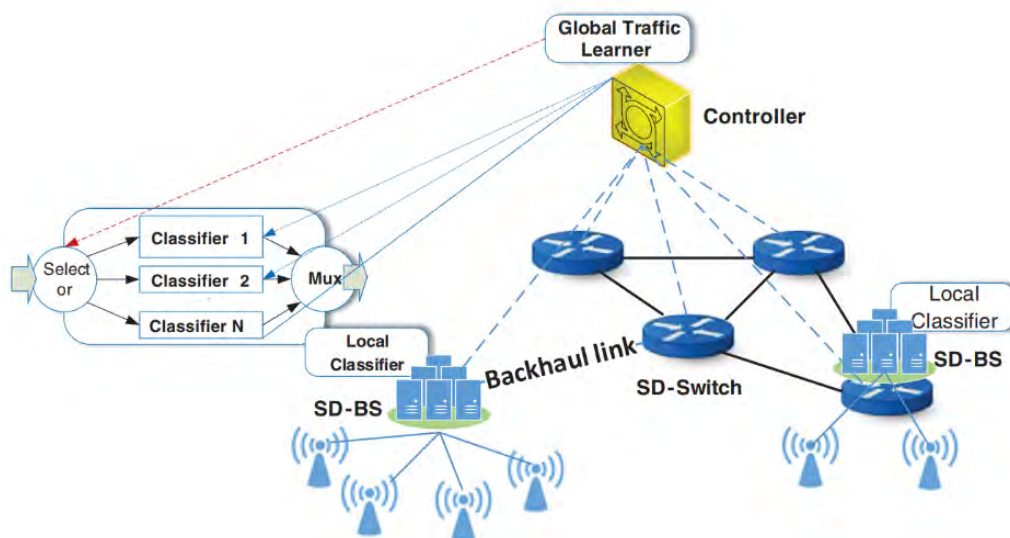 Global Traffic
Learner
Controller
Classifier 1
Select
or
Classifier 2
Mux
Classifier N
Local
Classifier
Local
Classifier
Backhaul link
SD-BS
SD-Switch
SD-BS